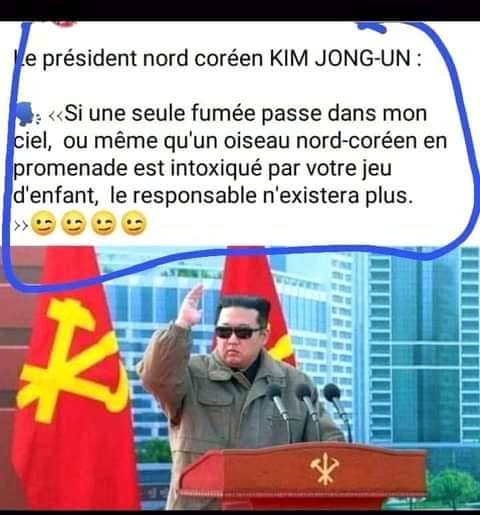 Le président nord coréen KIM JONG-UN :
<<Si une seule fumée passe dans mon
ciel, ou même qu'un oiseau nord-coréen en
promenade est intoxiqué par votre jeu
d'enfant, le responsable n'existera plus.
>>😉😉😉😉